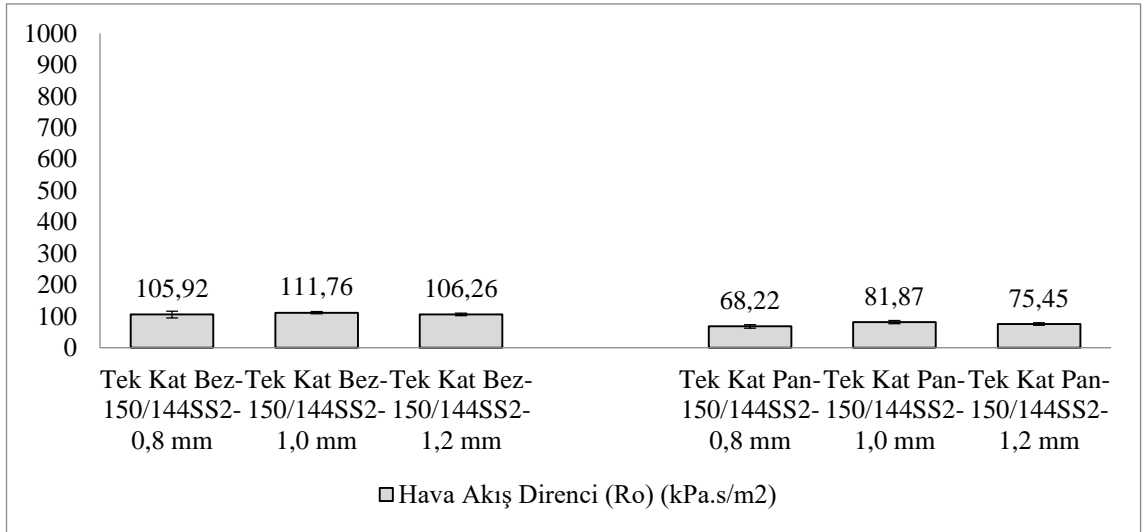 1000
900
800
700
600
500
400
300
200
100
0
105,92
111,76
106,26
68,22
81,87
75,45
Tek Kat Bez-
150/144SS2-
0,8 mm
Tek Kat Bez-
150/144SS2-
1,0 mm
Tek Kat Bez-
150/144SS2-
1,2 mm
Tek Kat Pan-
150/144SS2-
0,8 mm
Tek Kat Pan-
150/144SS2-
1,0 mm
Tek Kat Pan-
150/144SS2-
1,2 mm
Hava Akış Direnci (Ro) (kPa.s/m2)